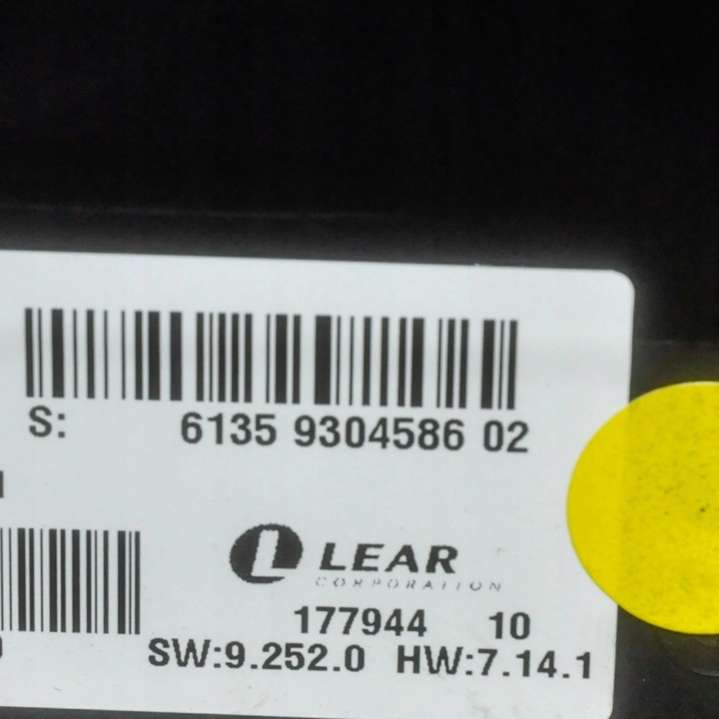 S: 6135 9304586 02
LEAR
CORPORATION
177944 10
SW:9.252.0 HW:7.14.1